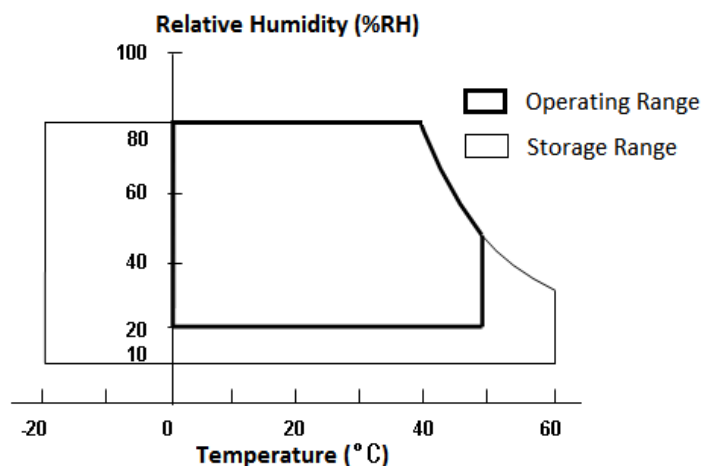 Relative Humidity (%RH)
100
80
60
40
20
10
Operating Range
Storage Range
-20 0 20 40 60
Temperature (°C)